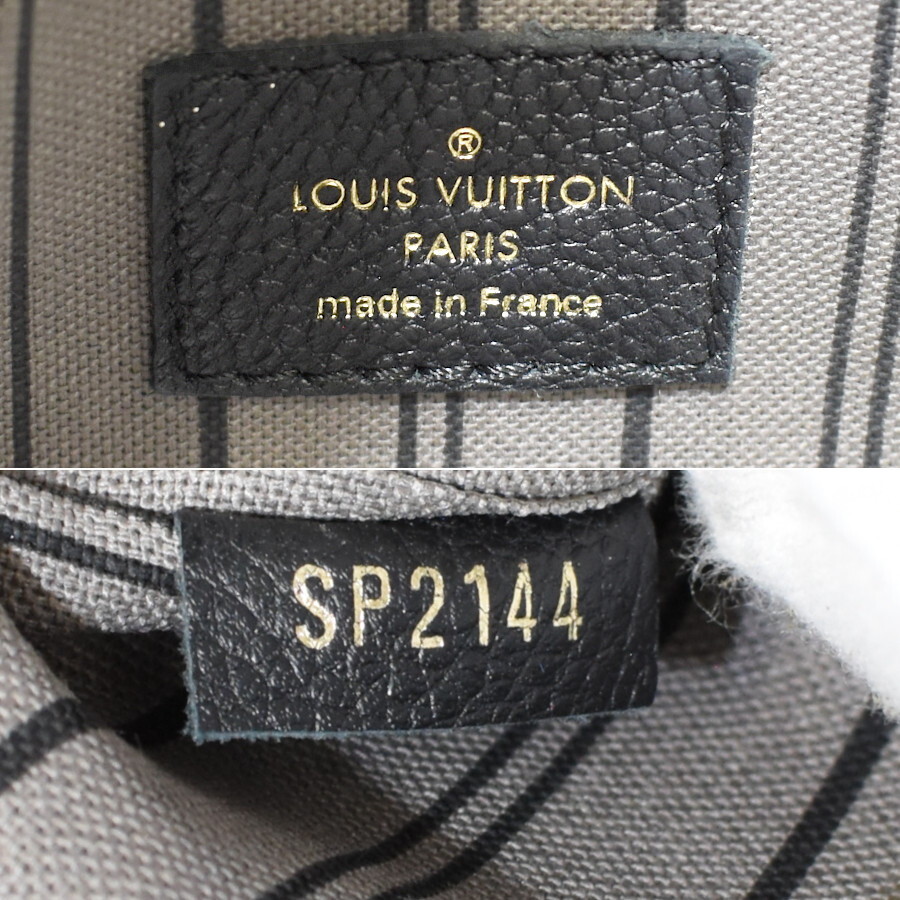 ®
LOUIS VUITTON
PARIS
made in France
SP2144